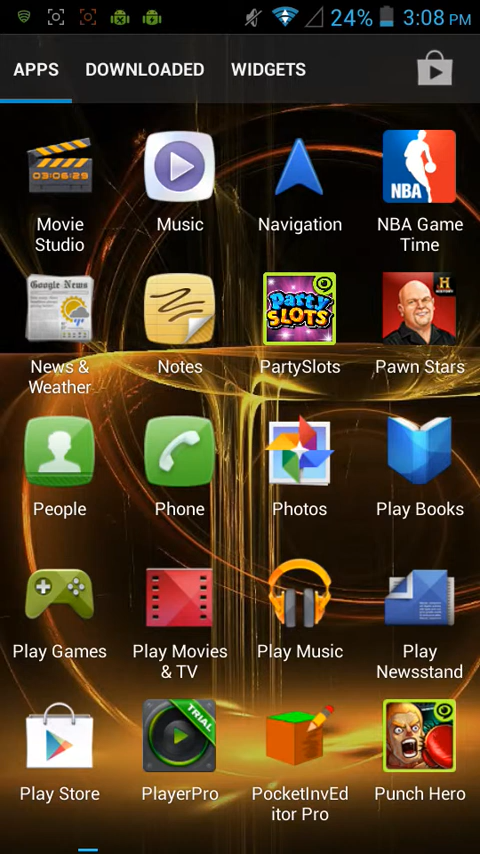 24% 3:08 PM
APPS DOWNLOADED WIDGETS
03:06:29
NBA
Google News
Party
SLOTS
HISTORY
TRIAL
Movie
Studio
Music
Navigation
NBA Game
Time
News &
Weather
Notes
PartySlots
Pawn Stars
People
Phone
Photos
Play Books
Play Games
Play Movies
& TV
Play Music
Play
Newsstand
Play Store
PlayerPro
PocketInvEd
itor Pro
Punch Hero